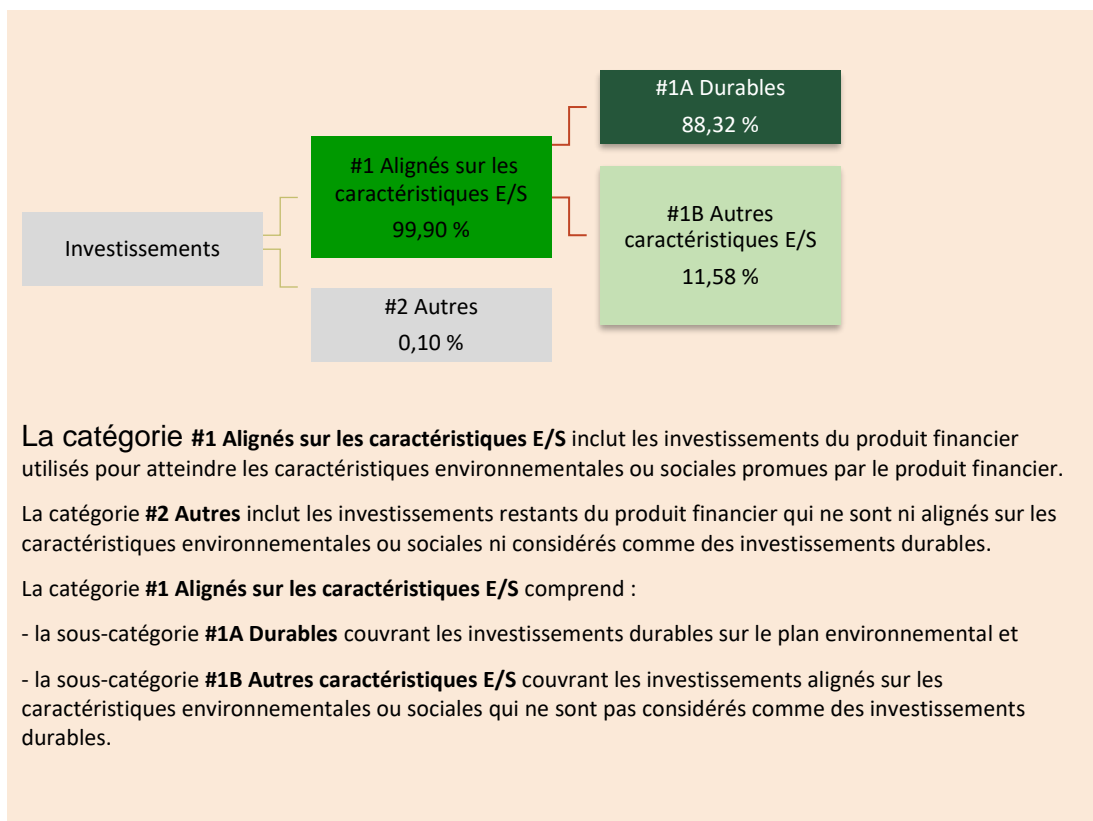 #1A Durables
88,32 %
#1 Alignés sur les
caractéristiques E/S
99,90 %
#1B Autres
caractéristiques E/S
11,58 %
Investissements
#2 Autres
0,10 %
La catégorie #1 Alignés sur les caractéristiques E/S inclut les investissements du produit financier
utilisés pour atteindre les caractéristiques environnementales ou sociales promues par le produit financier.
La catégorie #2 Autres inclut les investissements restants du produit financier qui ne sont ni alignés sur les
caractéristiques environnementales ou sociales ni considérés comme des investissements durables.
La catégorie #1 Alignés sur les caractéristiques E/S comprend :
- la sous-catégorie #1A Durables couvrant les investissements durables sur le plan environnemental et
- la sous-catégorie #1B Autres caractéristiques E/S couvrant les investissements alignés sur les
caractéristiques environnementales ou sociales qui ne sont pas considérés comme des investissements
durables.